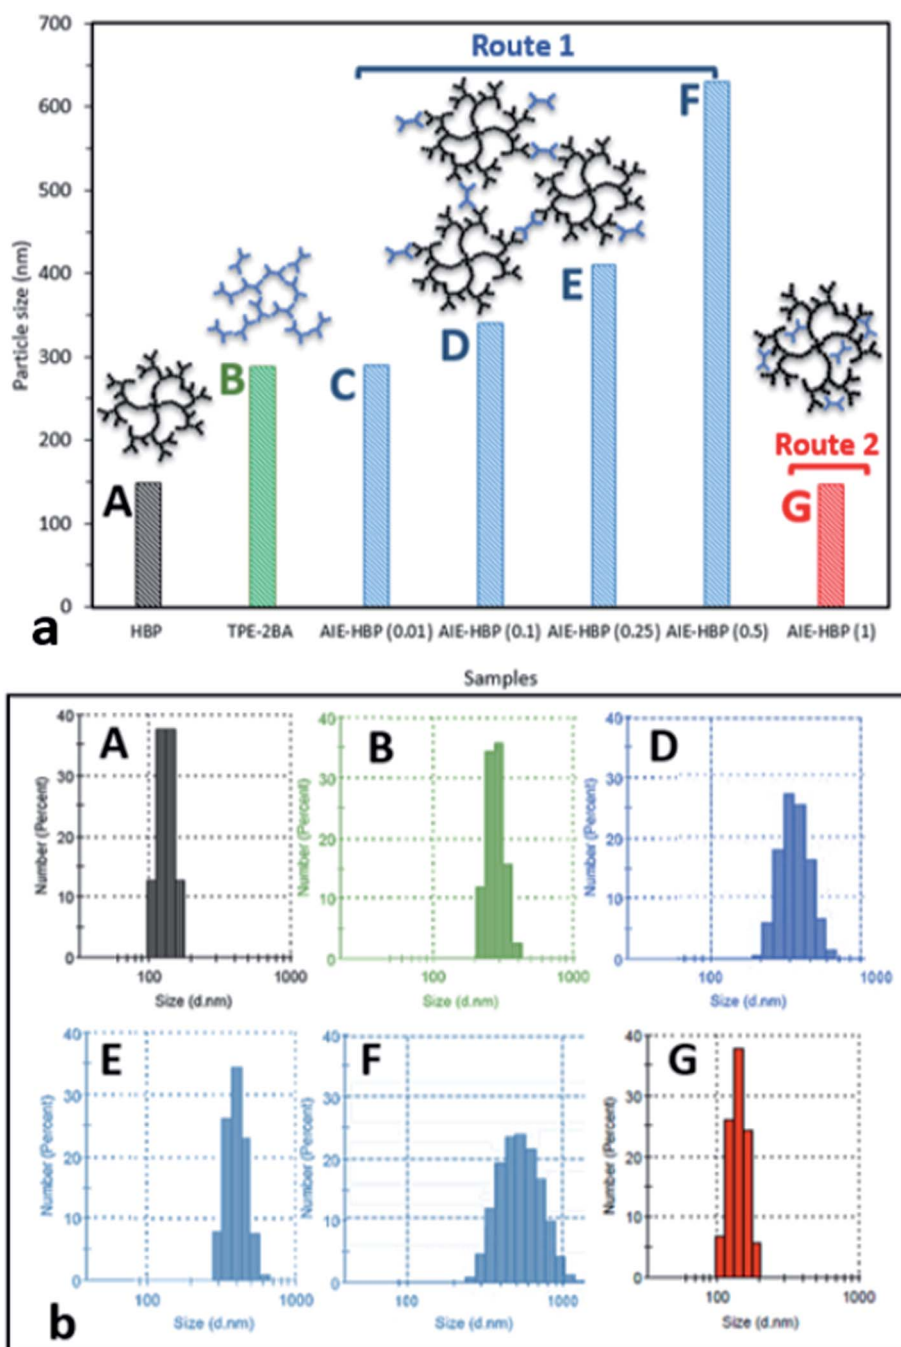 700
Route 1
600
F
500
400
E
D
300
B
C
200
Route 2
A
G
100
0
Particle size (nm)
a
HBP TPE-2BA AIE-HBP (0.01) AIE-HBP (0.1) AIE-HBP (0.25) AIE-HBP (0.5) AIE-HBP (1)
Samples
A
40
30
20
10
0
Number (Percent)
100 1000
Size (d.nm)
B
40
30
20
10
0
Number (Percent)
100 1000
Size (d.nm)
D
40
30
20
10
0
Number (Percent)
100 1000
Size (d.nm)
E
40
30
20
10
0
Number (Percent)
100 1000
Size (d.nm)
F
40
30
20
10
0
Number (Percent)
100 1000
Size (d.nm)
G
40
30
20
10
0
Number (Percent)
100 1000
Size (d.nm)
b